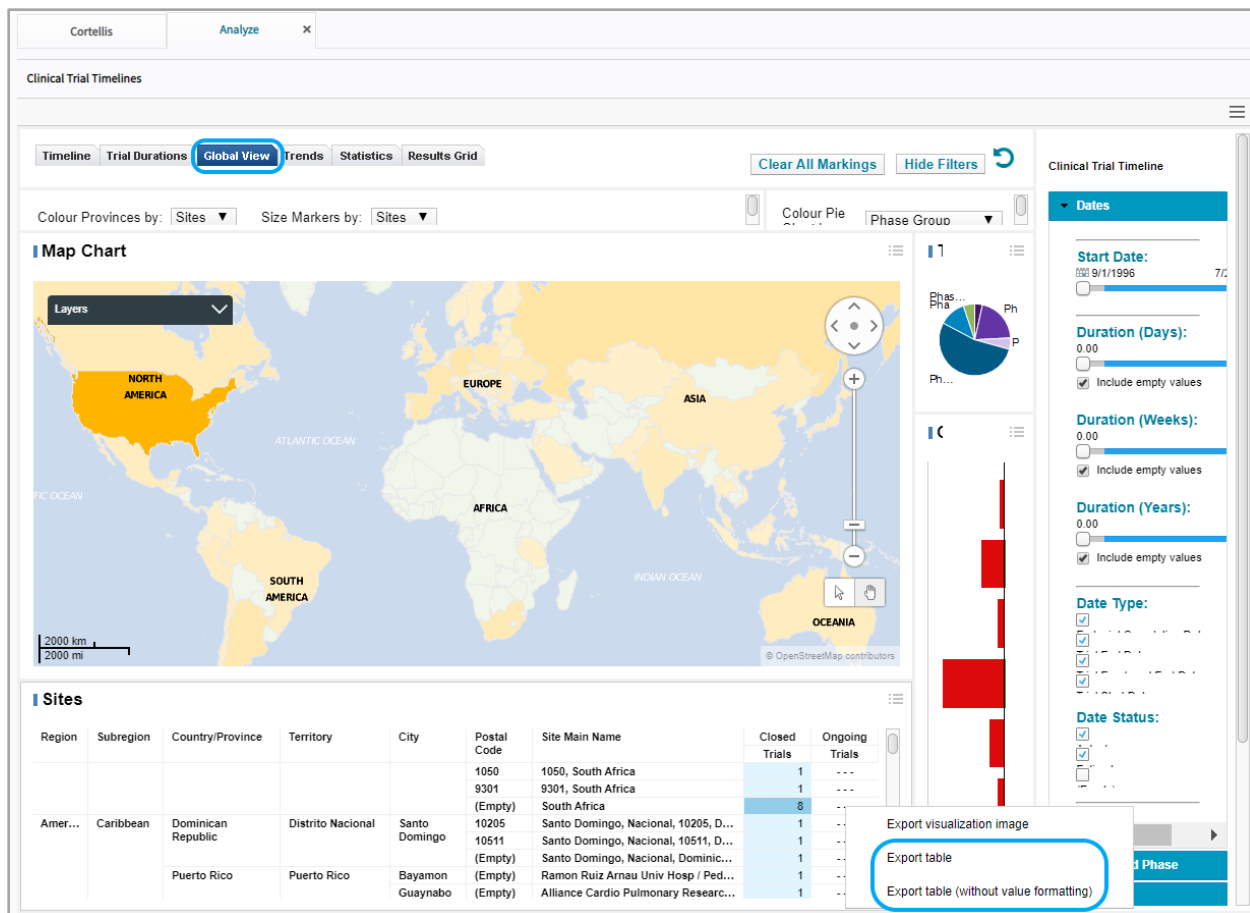 Cortellis
Analyze ×
Clinical Trial Timelines
Timeline Trial Durations Global View Trends Statistics Results Grid
Clear All Markings Hide Filters
Colour Provinces by: Sites ▼ Size Markers by: Sites ▼
Colour Pie Phase Group ▼
Map Chart
Layers
NORTH
AMERICA
EUROPE
ASIA
ATLANTIC OCEAN
OCEAN
AFRICA
INDIAN OCEAN
SOUTH
AMERICA
OCEANIA
2000 km
2000 mi
© OpenStreetMap contributors
Phas...
Pha
Ph
P
Ph...
Sites
Region Subregion Country/Province Territory City Postal Code Site Main Name Closed Trials Ongoing Trials
1050 1050, South Africa 1 ---
9301 9301, South Africa 1 ---
(Empty) South Africa 8
Amer... Caribbean Dominican Republic Distrito Nacional Santo Domingo 10205 Santo Domingo, Nacional, 10205, D... 1
10511 Santo Domingo, Nacional, 10511, D... 1
(Empty) Santo Domingo, Nacional, Dominic... 1
Puerto Rico Puerto Rico Bayamon (Empty) Ramon Ruiz Arnau Univ Hosp / Ped... 1
Guaynabo (Empty) Alliance Cardio Pulmonary Researc... 1
Export visualization image
Export table
Export table (without value formatting)
Clinical Trial Timeline
Dates
Start Date:
9/1/1996 7/2
Duration (Days):
0.00
Include empty values
Duration (Weeks):
0.00
Include empty values
Duration (Years):
0.00
Include empty values
Date Type:
Date Status:
d Phase